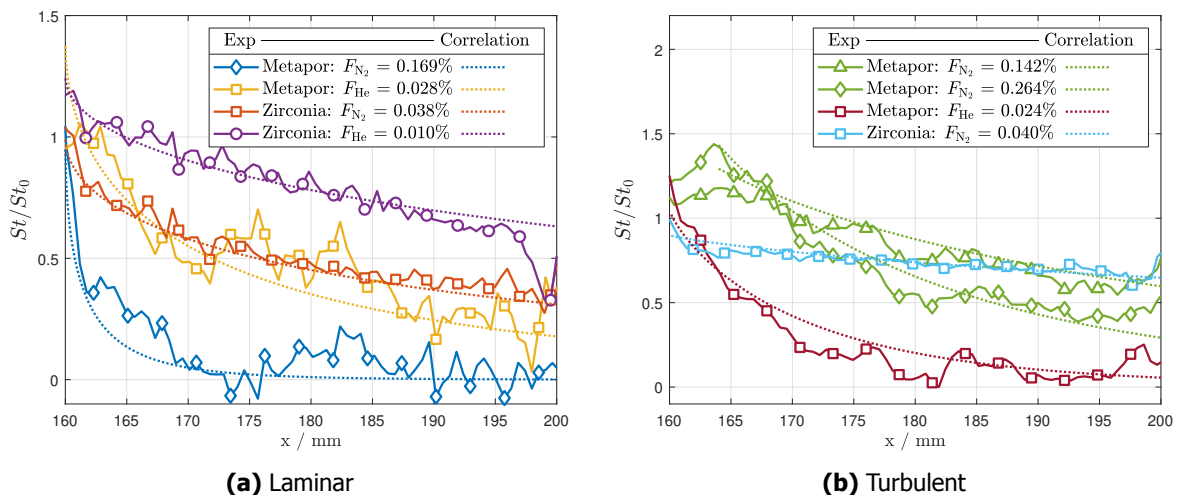 Exp Correlation
Metapor: F_N₂ = 0.169%
Metapor: F_He = 0.028%
Zirconia: F_N₂ = 0.038%
Zirconia: F_He = 0.010%
St/St₀
1.5
1
0.5
0
160 165 170 175 180 185 190 195 200
x / mm
(a) Laminar
Exp Correlation
Metapor: F_N₂ = 0.142%
Metapor: F_N₂ = 0.264%
Metapor: F_He = 0.024%
Zirconia: F_N₂ = 0.040%
St/St₀
2
1.5
1
0.5
0
160 165 170 175 180 185 190 195 200
x / mm
(b) Turbulent